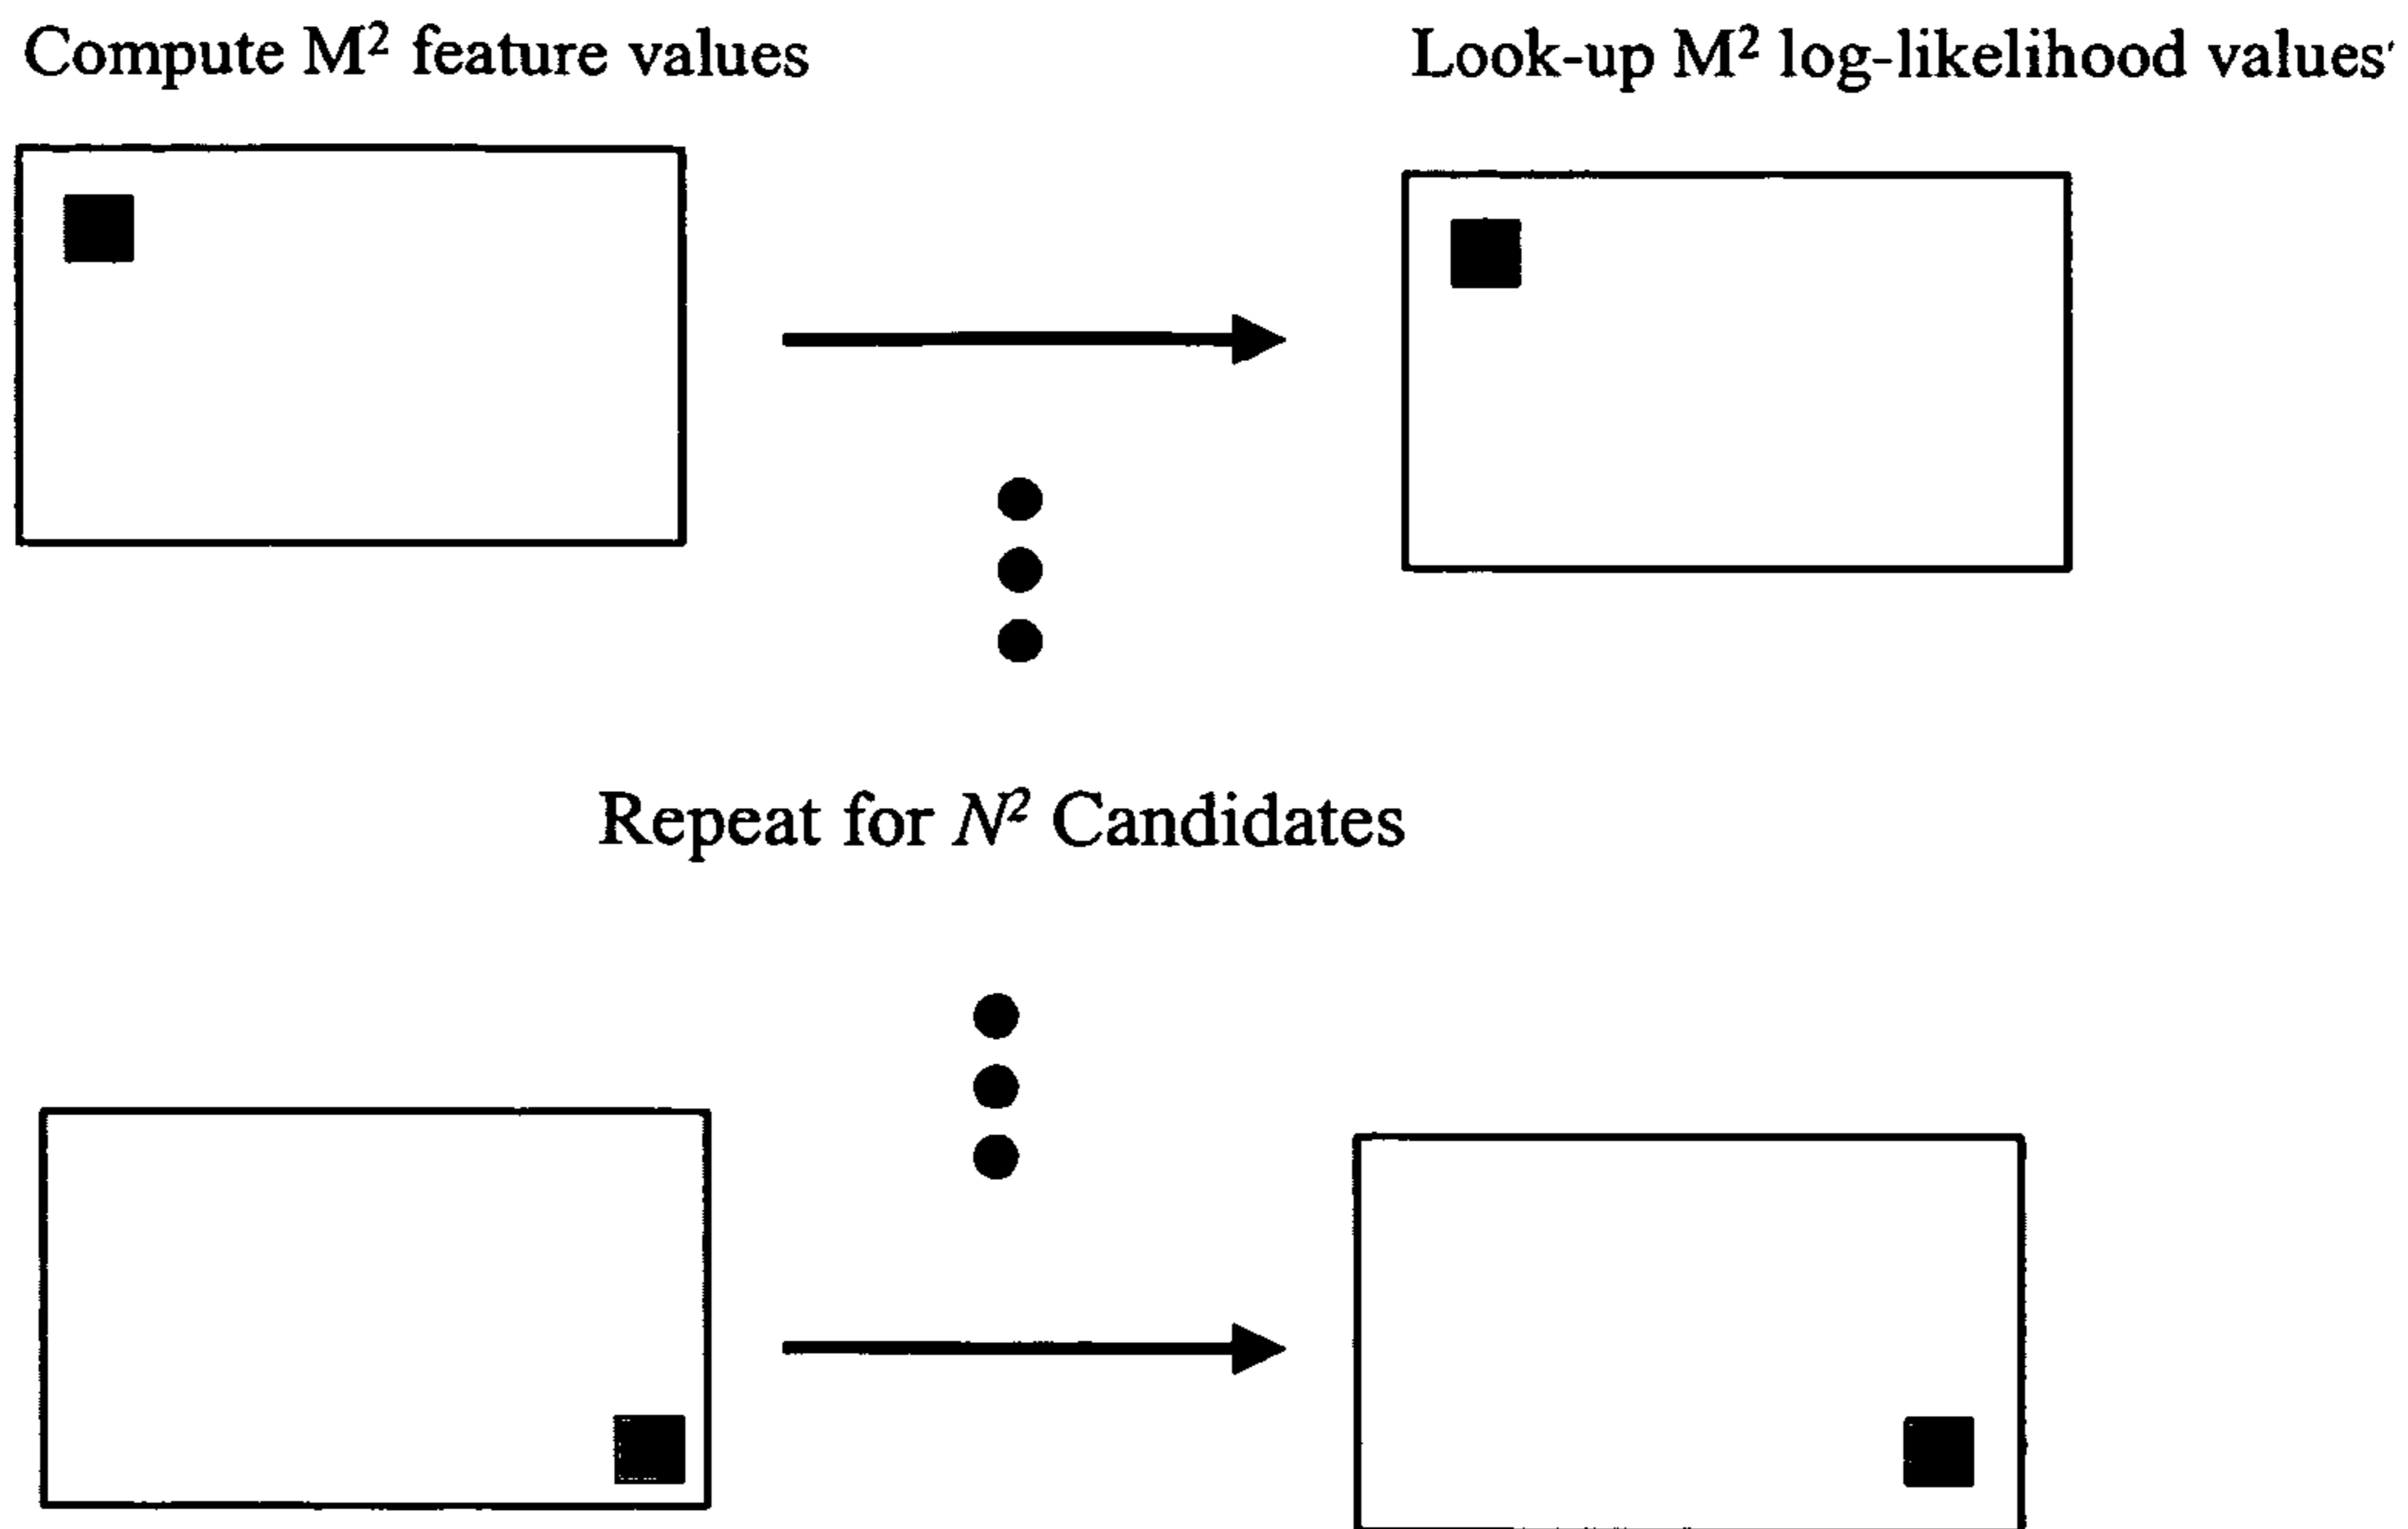 Compute M² feature values
Look-up M² log-likelihood values
Repeat for N² Candidates